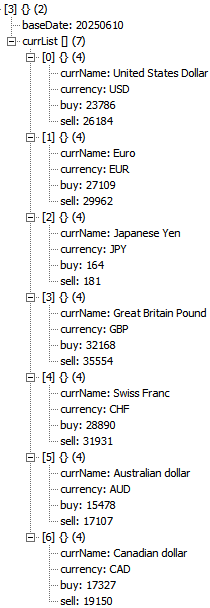 [3] {} (2)
baseDate: 20250610
currList [] (7)
[0] {} (4)
currName: United States Dollar
currency: USD
buy: 23786
sell: 26184
[1] {} (4)
currName: Euro
currency: EUR
buy: 27109
sell: 29962
[2] {} (4)
currName: Japanese Yen
currency: JPY
buy: 164
sell: 181
[3] {} (4)
currName: Great Britain Pound
currency: GBP
buy: 32168
sell: 35554
[4] {} (4)
currName: Swiss Franc
currency: CHF
buy: 28890
sell: 31931
[5] {} (4)
currName: Australian dollar
currency: AUD
buy: 15478
sell: 17107
[6] {} (4)
currName: Canadian dollar
currency: CAD
buy: 17327
sell: 19150